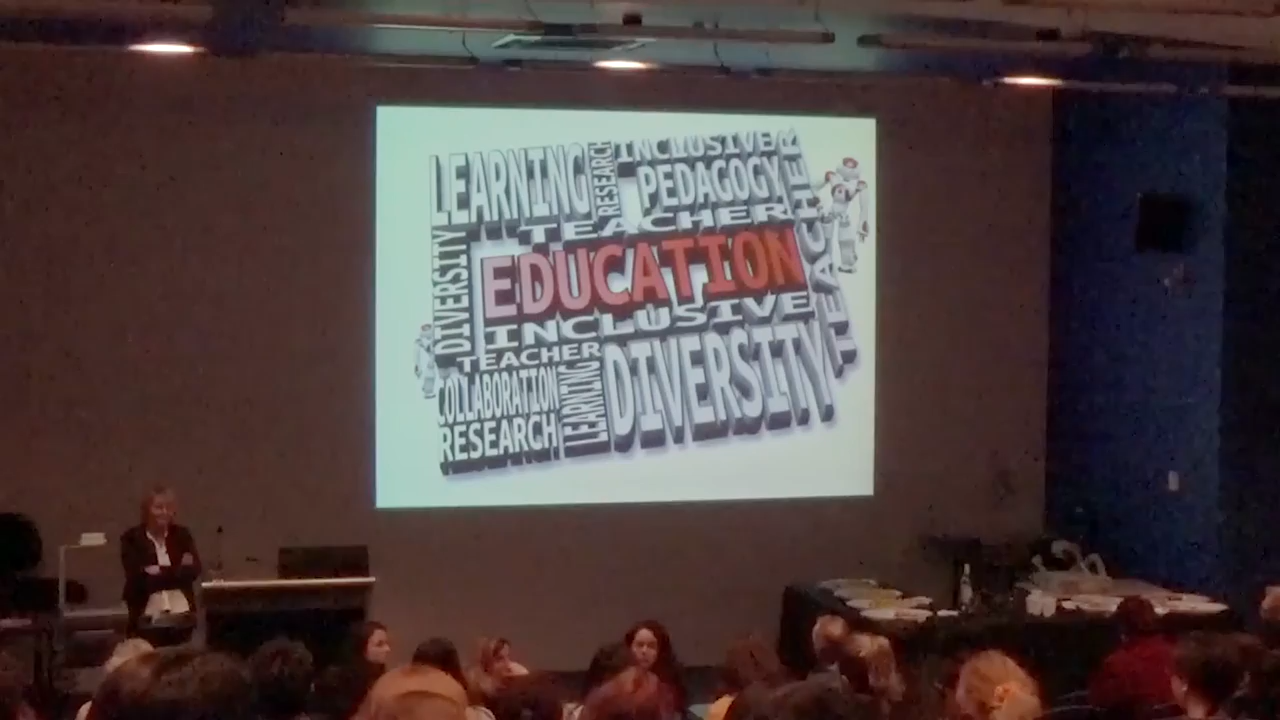 LEARNING
RESEARCH
INCLUSIVE
PEDAGOGY
TEACHER
TEACHER
DIVERSITY
EDUCATION
INCLUSIVE
TEACHER
COLLABORATION
RESEARCH
LEARNING
DIVERSITY